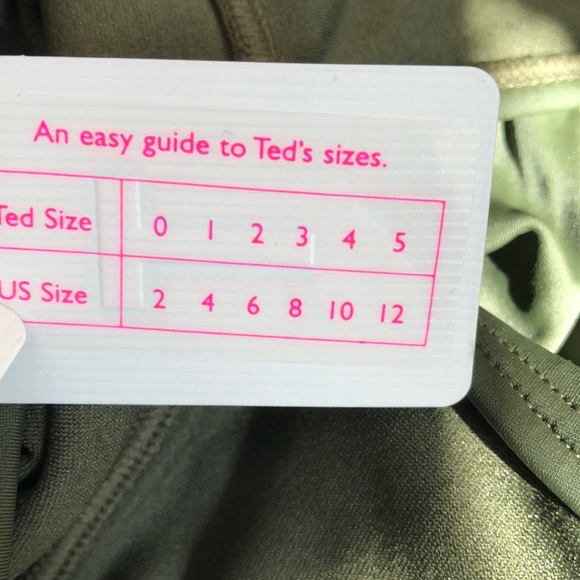 An easy guide to Ted's sizes.
Ted Size 0 1 2 3 4 5
US Size 2 4 6 8 10 12